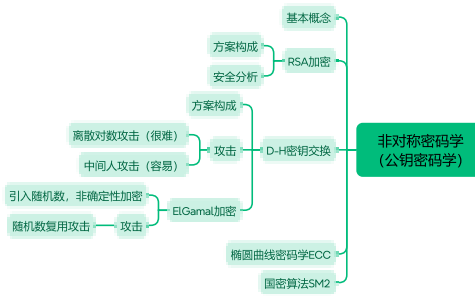 基本概念
方案构成
RSA加密
安全分析
方案构成
离散对数攻击（很难）
攻击
D-H密钥交换
中间人攻击（容易）
非对称密码学
（公钥密码学）
引入随机数，非确定性加密
ElGamal加密
随机数复用攻击
攻击
椭圆曲线密码学ECC
国密算法SM2